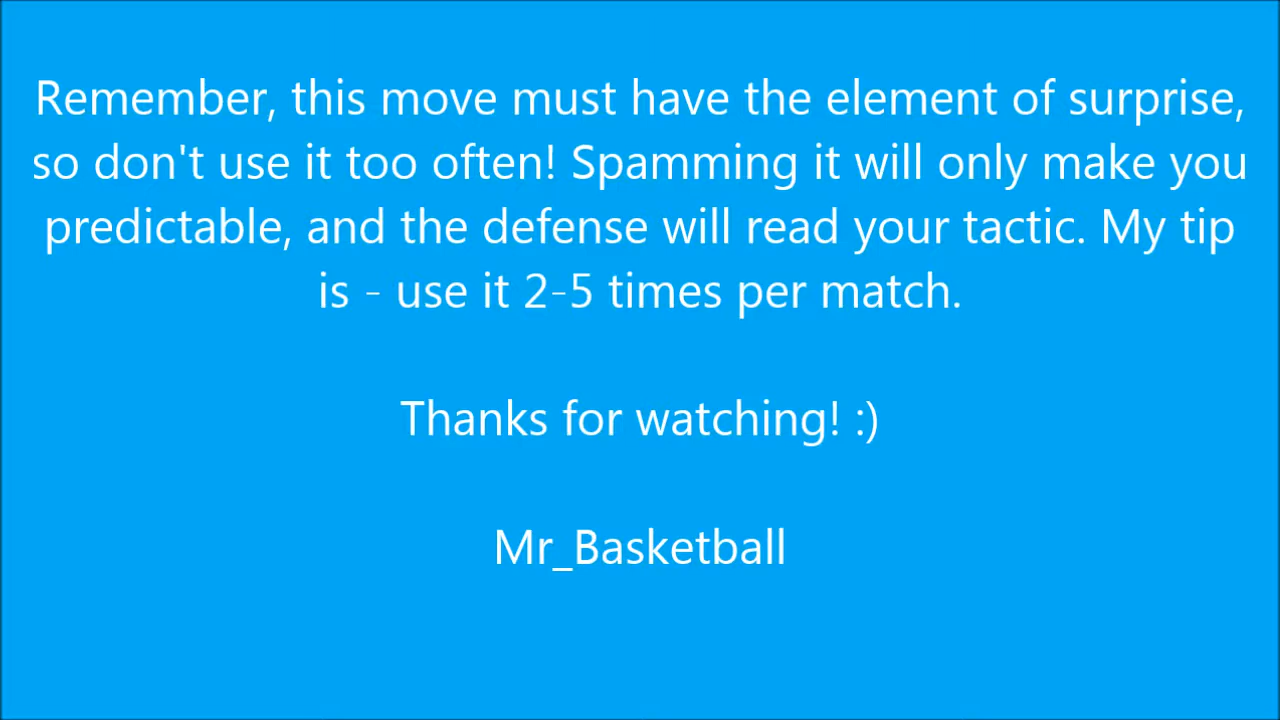 Remember, this move must have the element of surprise,
so don't use it too often! Spamming it will only make you
predictable, and the defense will read your tactic. My tip
is - use it 2-5 times per match.
Thanks for watching! :)
Mr_Basketball